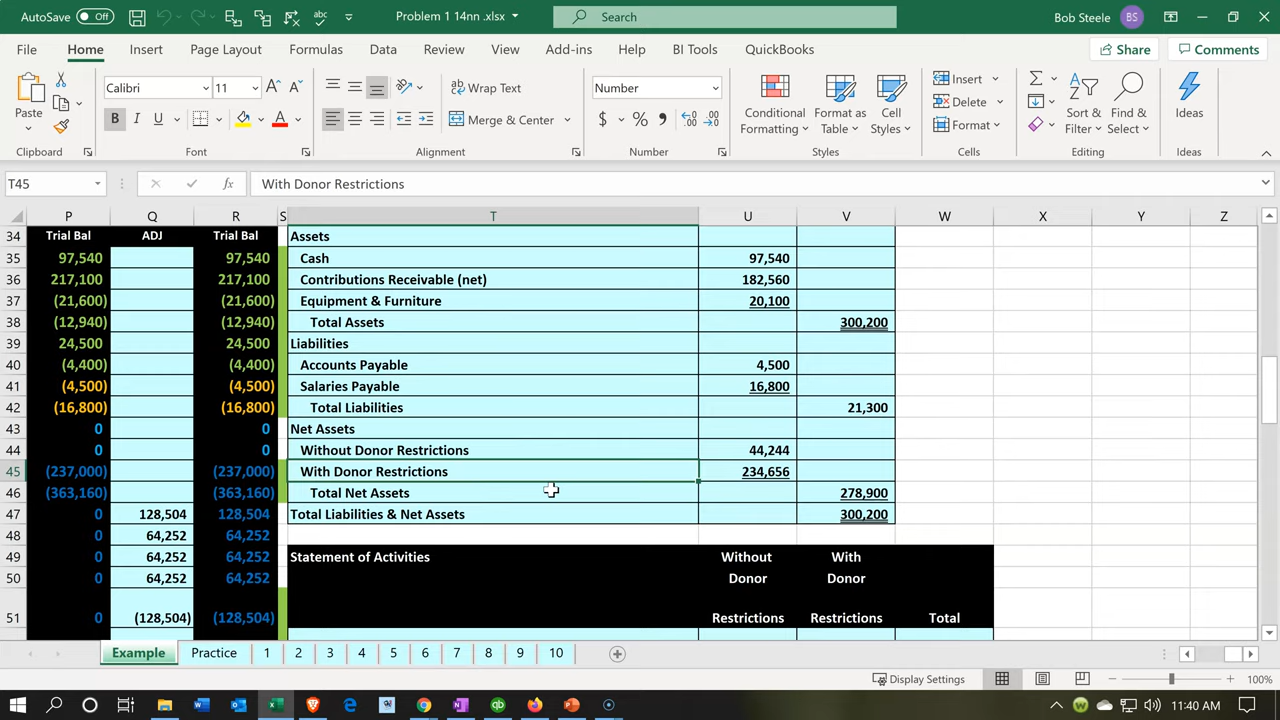 AutoSave Off Problem 1 14nn .xlsx Search Bob Steele BS
File Home Insert Page Layout Formulas Data Review View Add-ins Help BI Tools QuickBooks Share Comments
Calibri 11 Wrap Text Number Insert
Paste B I U Merge & Center $ % Conditional Formatting Format as Table Cell Styles Delete Sort & Filter Find & Select Ideas
Format
Clipboard Font Alignment Number Styles Cells Editing Ideas
T45 fx With Donor Restrictions
P Q R S T U V W X Y Z
34 Trial Bal ADJ Trial Bal Assets
35 97,540 97,540 Cash 97,540
36 217,100 217,100 Contributions Receivable (net) 182,560
37 (21,600) (21,600) Equipment & Furniture 20,100
38 (12,940) (12,940) Total Assets 300,200
39 24,500 24,500 Liabilities
40 (4,400) (4,400) Accounts Payable 4,500
41 (4,500) (4,500) Salaries Payable 16,800
42 (16,800) (16,800) Total Liabilities 21,300
43 0 0 Net Assets
44 0 0 Without Donor Restrictions 44,244
45 (237,000) (237,000) With Donor Restrictions 234,656
46 (363,160) (363,160) Total Net Assets 278,900
47 0 128,504 128,504 Total Liabilities & Net Assets 300,200
48 0 64,252 64,252
49 0 64,252 64,252 Statement of Activities Without With
50 0 64,252 64,252 Donor Donor
51 0 (128,504) (128,504) Restrictions Restrictions Total
Example Practice 1 2 3 4 5 6 7 8 9 10
Display Settings 100%
11:40 AM